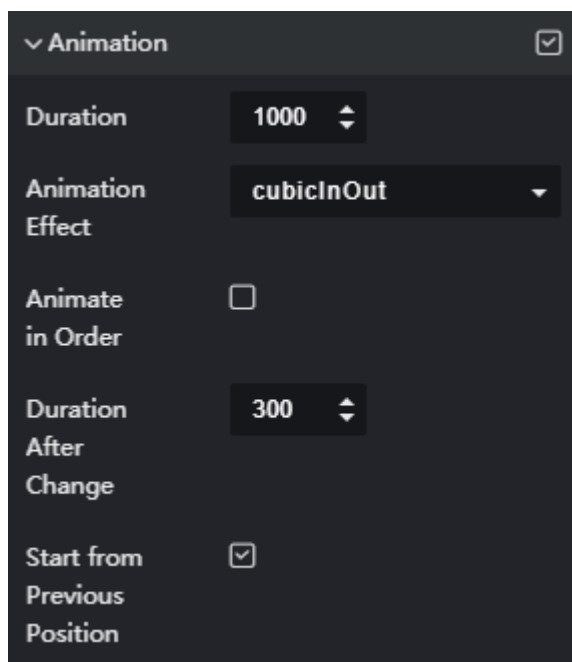 Animation
Duration 1000
Animation cubicInOut
Effect
Animate
in Order
Duration 300
After
Change
Start from
Previous
Position